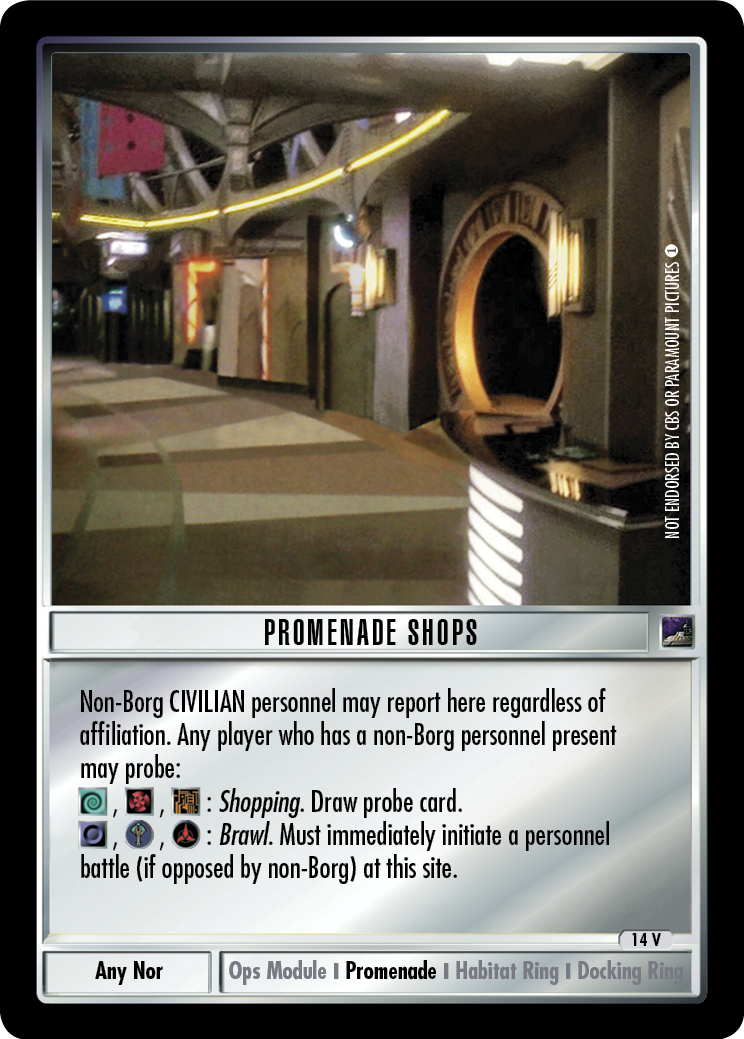 NOT ENDORSED BY CBS OR PARAMOUNT PICTURES 1
PROMENADE SHOPS
Non-Borg CIVILIAN personnel may report here regardless of
affiliation. Any player who has a non-Borg personnel present
may probe:
, , : Shopping. Draw probe card.
, , : Brawl. Must immediately initiate a personnel
battle (if opposed by non-Borg) at this site.
14 V
Any Nor
Ops Module I Promenade I Habitat Ring I Docking Ring